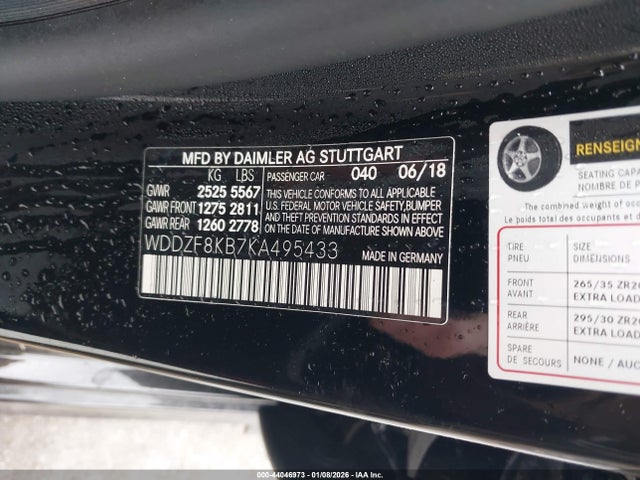 MFD BY DAIMLER AG STUTTGART
KG LBS
GVWR 2525 5567
GAWR FRONT 1275 2811
GAWR REAR 1260 2778
PASSENGER CAR 040 06/18
THIS VEHICLE CONFORMS TO ALL APPLICABLE
U.S. FEDERAL MOTOR VEHICLE SAFETY,BUMPER
AND THEFT PREVENTION STANDARDS IN EFFECT ON THE
DATE OF MANUFACTURE SHOWN ABOVE.
MADE IN GERMANY
WDDZF8KB7KA495433
RENSEIGN
SEATING CAPA
NOMBRE DE
The combined weight of occu
Le poids total des occupants et
TIRE
PNEU
SIZE
DIMENSIONS
FRONT
AVANT
265/35 ZR20
EXTRA LOAD
REAR
ARRIÈRE
295/30 ZR20
EXTRA LOAD
SPARE
DE SECOURS
NONE / AUC
000-44046973 - 01/08/2026 - IAAI Inc.